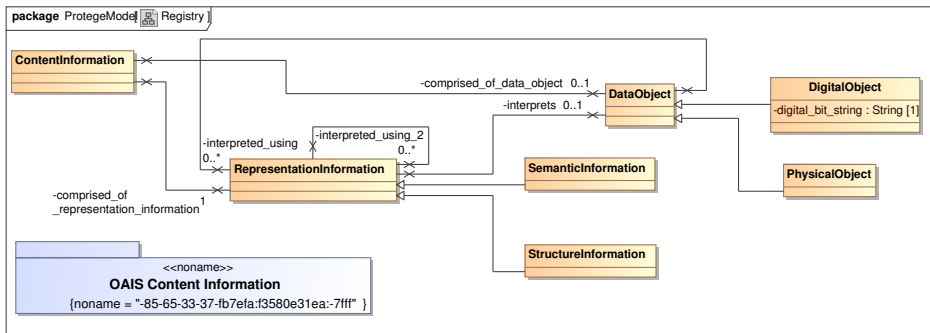 package ProtegeModel[ Registry ]
ContentInformation
-comprised_of_data_object 0..1
DataObject
DigitalObject
-digital_bit_string : String [1]
-interprets 0..1
-interpreted_using
0..*
-interpreted_using_2
0..*
RepresentationInformation
SemanticInformation
PhysicalObject
-comprised_of
_representation_information
1
StructureInformation
<<noname>>
OAIS Content Information
{noname = "-85-65-33-37-fb7efa:f3580e31ea:-7fff" }